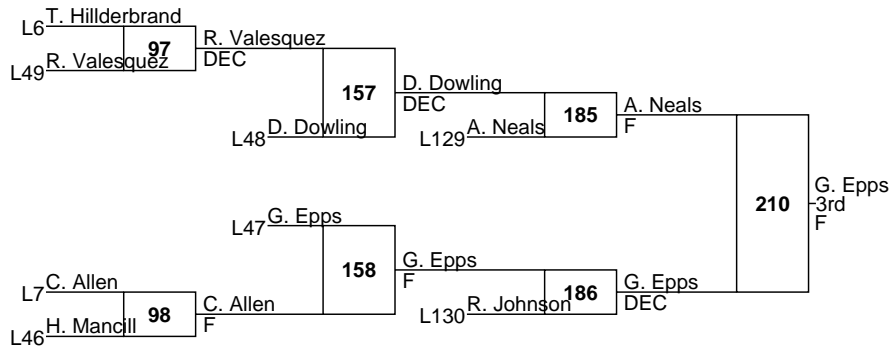 L6 T. Hillderbrand
97
L49 R. Valesquez
R. Valesquez
DEC
157
L48 D. Dowling
D. Dowling
DEC
185
L129 A. Neals
A. Neals
F
210
G. Epps
3rd
F
L47 G. Epps
158
G. Epps
F
186
L130 R. Johnson
G. Epps
DEC
L7 C. Allen
98
L46 H. Mancill
C. Allen
F